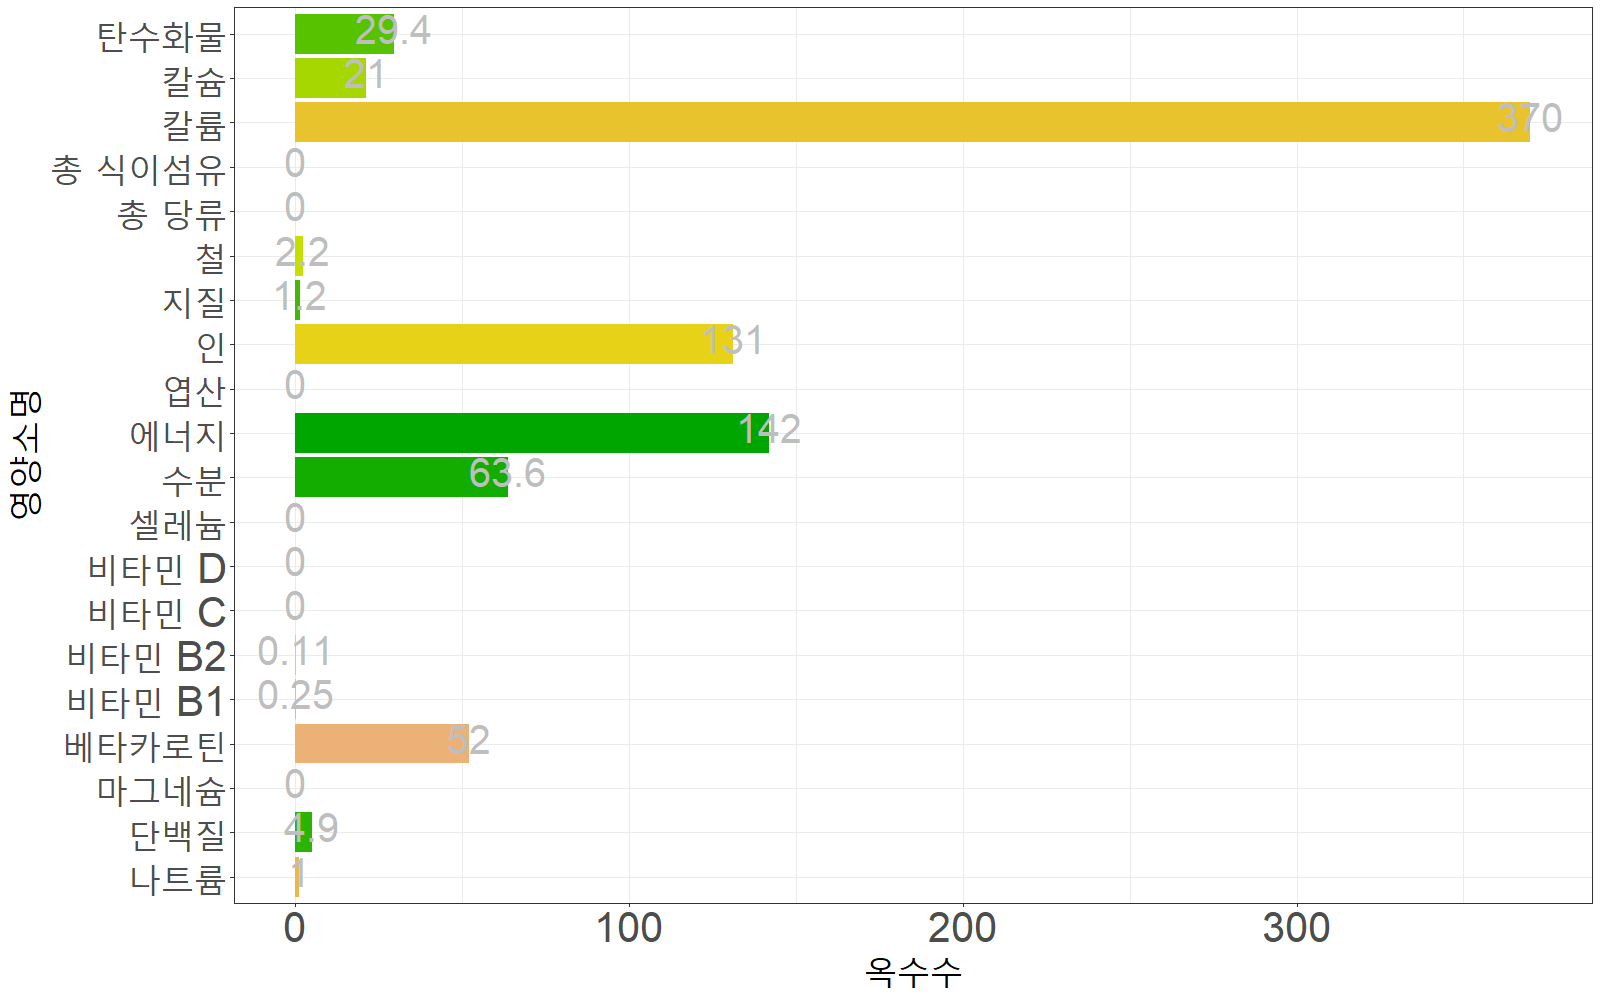 영양소명
탄수화물 29.4
칼슘 21
칼륨 370
총 식이섬유 0
총 당류 0
철 2.2
지질 1.2
인 131
엽산 0
에너지 142
수분 63.6
셀레늄 0
비타민 D 0
비타민 C 0
비타민 B2 0.11
비타민 B1 0.25
베타카로틴 52
마그네슘 0
단백질 4.9
나트륨 1
0 100 200 300
옥수수